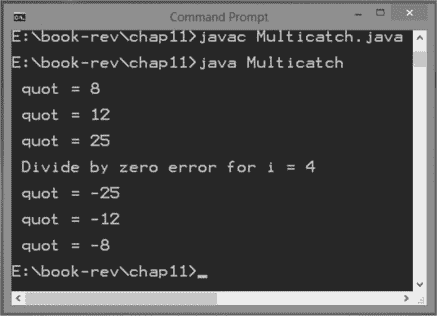 Command Prompt
E:\book-rev\chap11>javac Multicatch.java
E:\book-rev\chap11>java Multicatch
quot = 8
quot = 12
quot = 25
Divide by zero error for i = 4
quot = -25
quot = -12
quot = -8
E:\book-rev\chap11>_